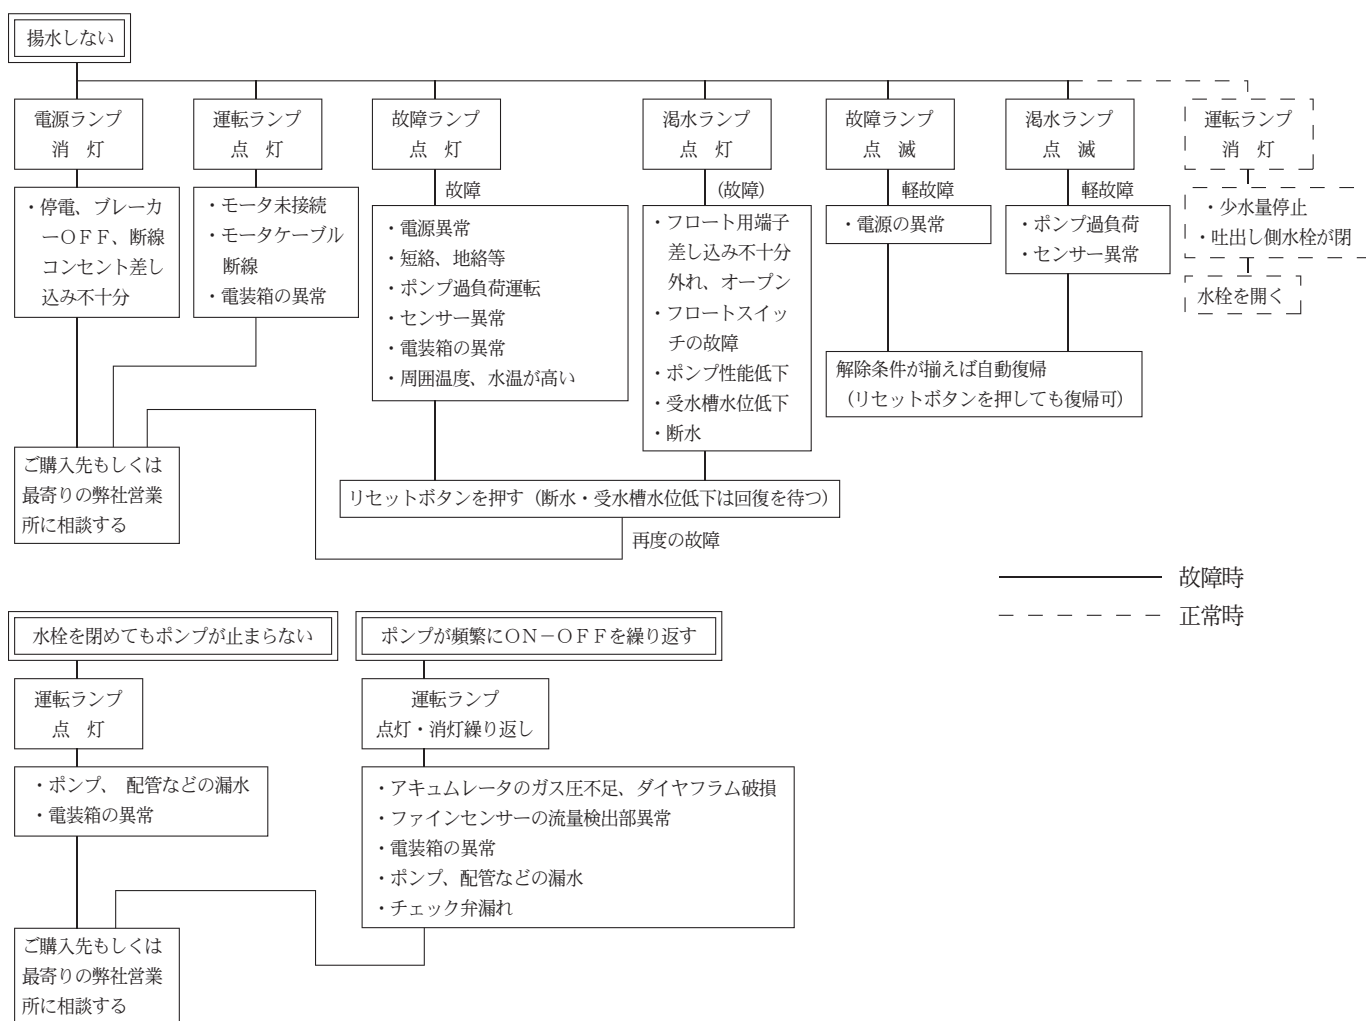 揚水しない
電源ランプ
消　灯
運転ランプ
点　灯
故障ランプ
点　灯
渇水ランプ
点　灯
故障ランプ
点　滅
渇水ランプ
点　滅
運転ランプ
消　灯
・停電、ブレーカ
ーＯＦＦ、断線
コンセント差し
込み不十分
・モータ未接続
・モータケーブル
断線
・電装箱の異常
故障
・電源異常
・短絡、地絡等
・ポンプ過負荷運転
・センサー異常
・電装箱の異常
・周囲温度、水温が高い
(故障)
・フロート用端子
差し込み不十分
外れ、オープン
・フロートスイッ
チの故障
・ポンプ性能低下
・受水槽水位低下
・断水
軽故障
・電源の異常
軽故障
・ポンプ過負荷
・センサー異常
・少水量停止
・吐出し側水栓が閉
水栓を開く
解除条件が揃えば自動復帰
（リセットボタンを押しても復帰可）
ご購入先もしくは
最寄りの弊社営業
所に相談する
リセットボタンを押す（断水・受水槽水位低下は回復を待つ）
再度の故障
故障時
正常時
水栓を閉めてもポンプが止まらない
運転ランプ
点　灯
・ポンプ、 配管などの漏水
・電装箱の異常
ポンプが頻繁にＯＮ－ＯＦＦを繰り返す
運転ランプ
点灯・消灯繰り返し
・アキュムレータのガス圧不足、ダイヤフラム破損
・ファインセンサーの流量検出部異常
・電装箱の異常
・ポンプ、配管などの漏水
・チェック弁漏れ
ご購入先もしくは
最寄りの弊社営業
所に相談する